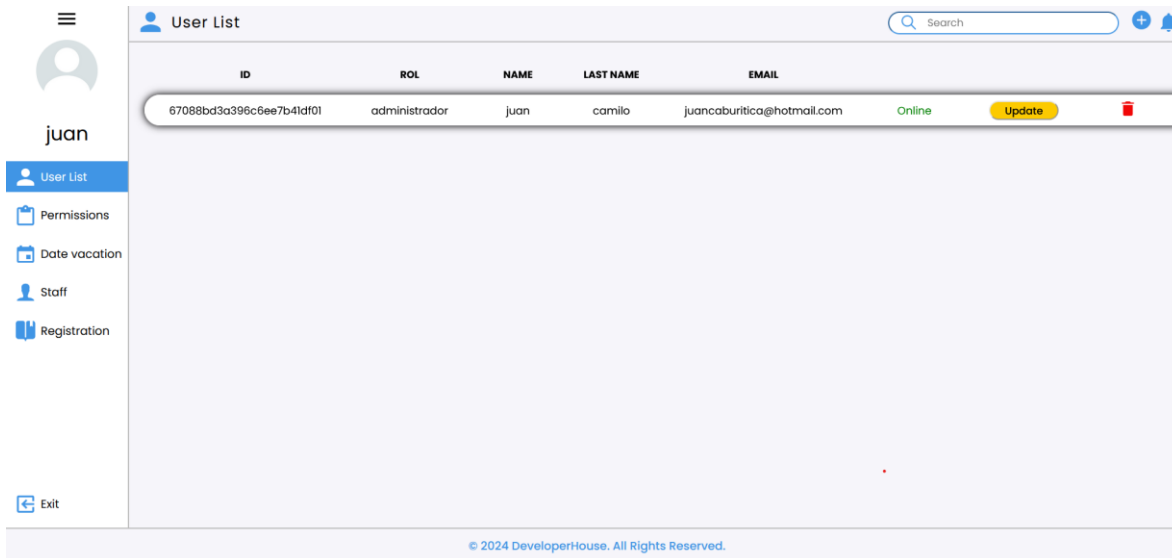 User List
Search
juan
User List
Permissions
Date vacation
Staff
Registration
Exit
ID ROL NAME LAST NAME EMAIL
67088bd3a396c6ee7b41df01 administrador juan camilo juancaburitica@hotmail.com Online Update
© 2024 DeveloperHouse. All Rights Reserved.